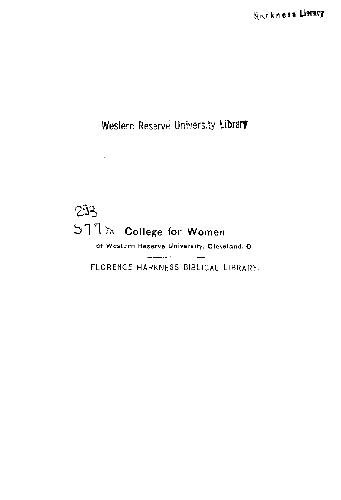 Harkness Library
Western Reserve University Library
293
College for Women
of Western Reserve University, Cleveland, O
FLORENCE HARKNESS BIBLICAL LIBRARY.